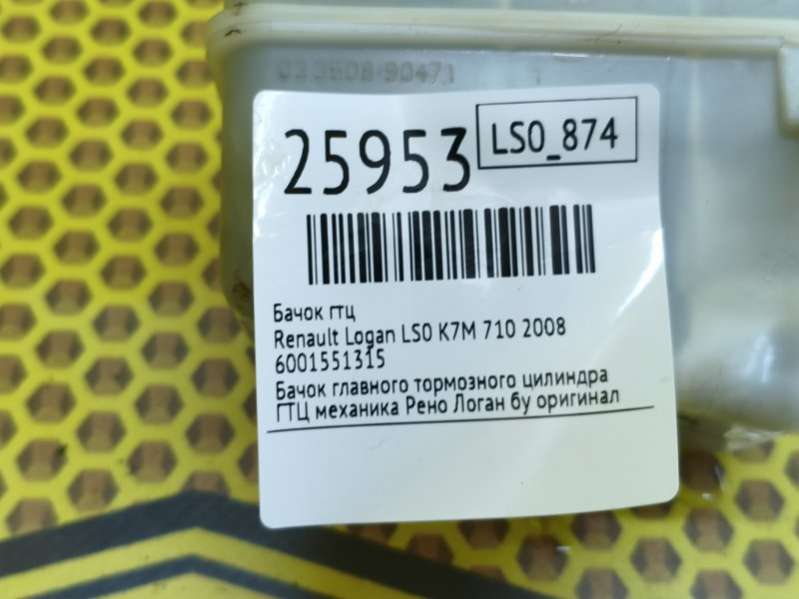 25953
LS0_874
Бачок гтц
Renault Logan LS0 K7M 710 2008
6001551315
Бачок главного тормозного цилиндра
ГТЦ механика Рено Логан бу оригинал